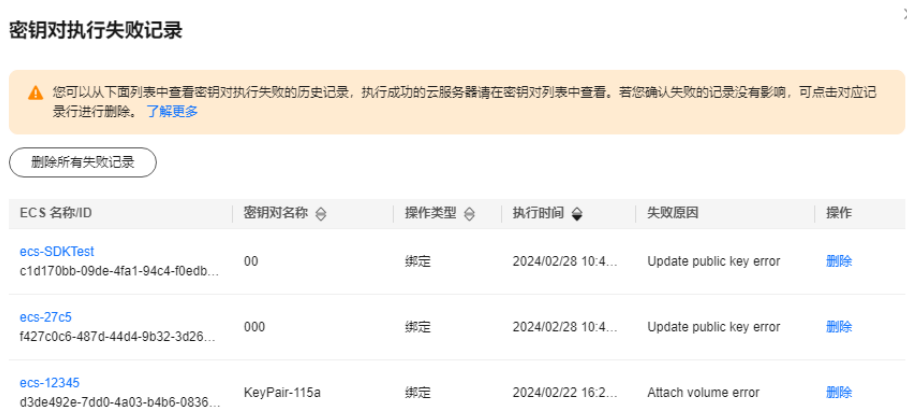 密钥对执行失败记录
您可以从下面列表中查看密钥对执行失败的历史记录，执行成功的云服务器请在密钥对列表中查看。若您确认失败的记录没有影响，可点击对应记
录行进行删除。 了解更多
删除所有失败记录
ECS 名称/ID 密钥对名称 操作类型 执行时间 失败原因 操作
ecs-SDKTest
c1d170bb-09de-4fa1-94c4-f0edb... 00 绑定 2024/02/28 10:4... Update public key error 删除
ecs-27c5
f427c0c6-487d-44d4-9b32-3d26... 000 绑定 2024/02/28 10:4... Update public key error 删除
ecs-12345
d3de492e-7dd0-4a03-b4b6-0836... KeyPair-115a 绑定 2024/02/22 16:2... Attach volume error 删除